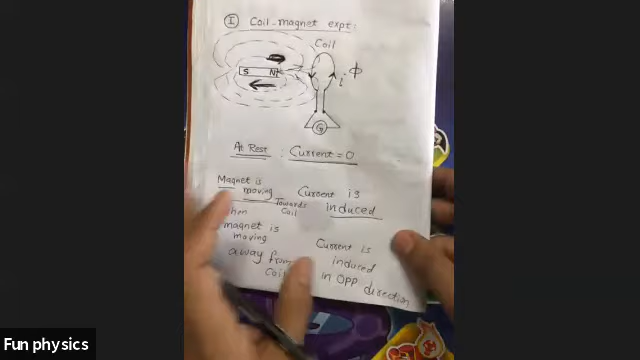 I Coil-magnet expt:
Coil
S N
i ϕ
G
At Rest : Current = 0
Magnet is moving Towards Coil
Current is induced
When magnet is moving away from Coil
Current is induced in OPP direction
Fun physics